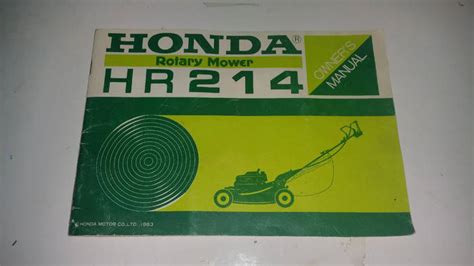 HONDA®
Rotary Mower
HR214
OWNER'S
MANUAL
© HONDA MOTOR CO., LTD. 1983